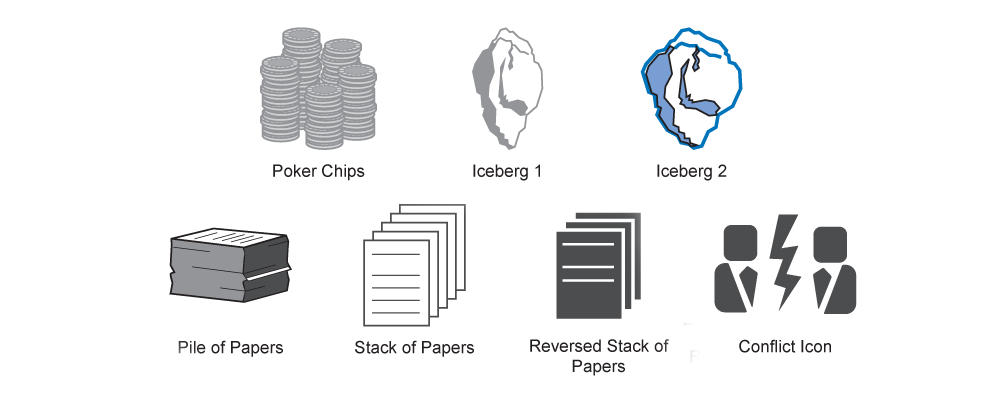 Poker Chips
Iceberg 1
Iceberg 2
Pile of Papers
Stack of Papers
Reversed Stack of
Papers
Conflict Icon